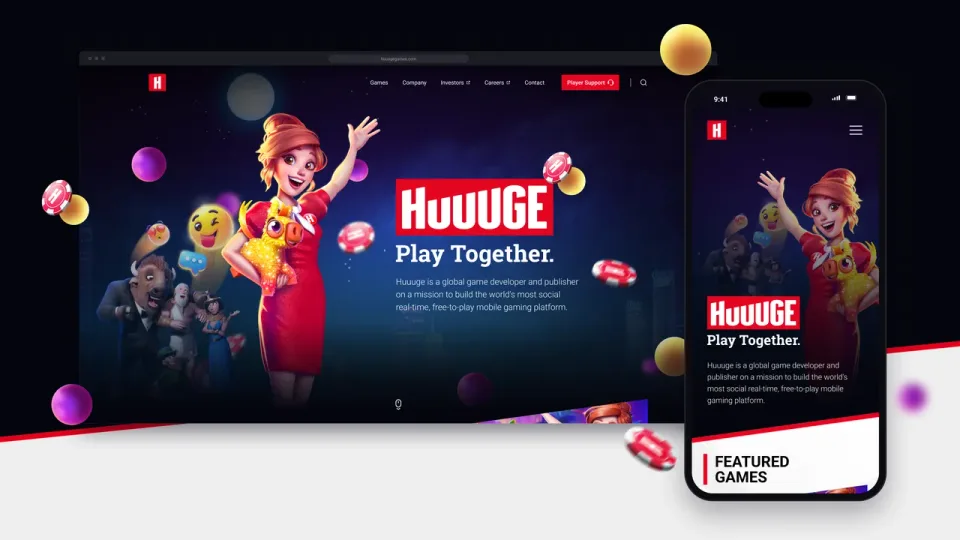 huuugegames.com
H
Games Company Investors Careers Contact Player Support
HUUUGE
Play Together.
Huuuge is a global game developer and publisher
on a mission to build the world's most social
real-time, free-to-play mobile gaming platform.
9:41
H
HUUUGE
Play Together.
Huuuge is a global game developer and
publisher on a mission to build the world's
most social real-time, free-to-play mobile
gaming platform.
FEATURED
GAMES